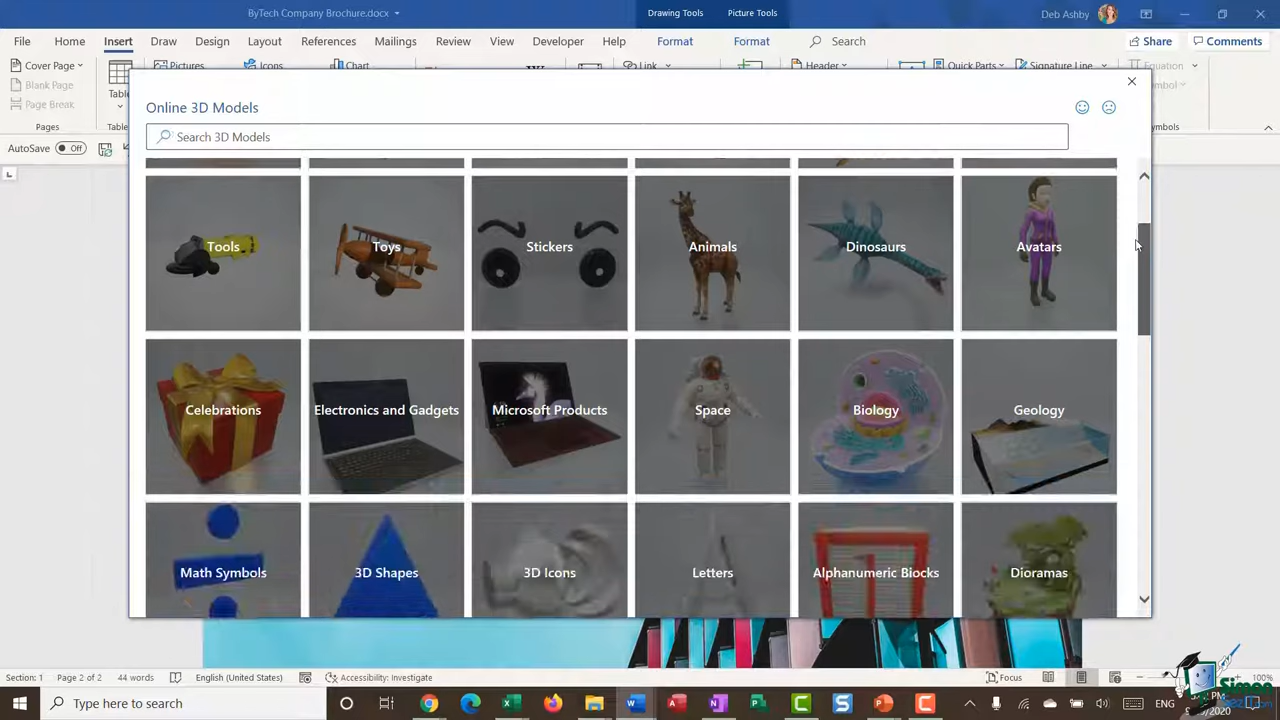 ByTech Company Brochure.docx
Drawing Tools
Picture Tools
Deb Ashby
File
Home
Insert
Draw
Design
Layout
References
Mailings
Review
View
Developer
Help
Format
Format
Search
Share
Comments
Cover Page
Blank Page
Page Break
Pages
Pictures
Icons
Chart
Link
Header
Quick Parts
Signature Line
Equation
AutoSave
Off
Online 3D Models
Search 3D Models
Tools
Toys
Stickers
Animals
Dinosaurs
Avatars
Celebrations
Electronics and Gadgets
Microsoft Products
Space
Biology
Geology
Math Symbols
3D Shapes
3D Icons
Letters
Alphanumeric Blocks
Dioramas
Section: 1
Page 2 of 2
44 words
English (United States)
Accessibility: Investigate
Focus
100%
Type here to search
ENG